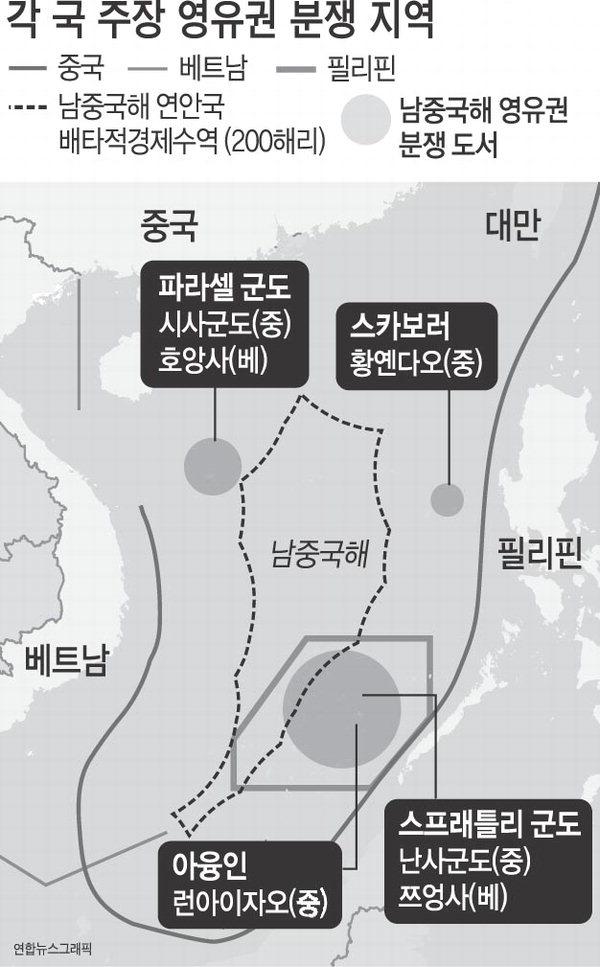 각 국 주장 영유권 분쟁 지역
중국 베트남 필리핀
남중국해 연안국
배타적경제수역 (200해리)
남중국해 영유권
분쟁 도서
중국
대만
파라셀 군도
시사군도(중)
호앙사(베)
스카보러
황옌다오(중)
남중국해
필리핀
베트남
스프래틀리 군도
난사군도(중)
쯔엉사(베)
아융인
런아이자오(중)
연합뉴스그래픽